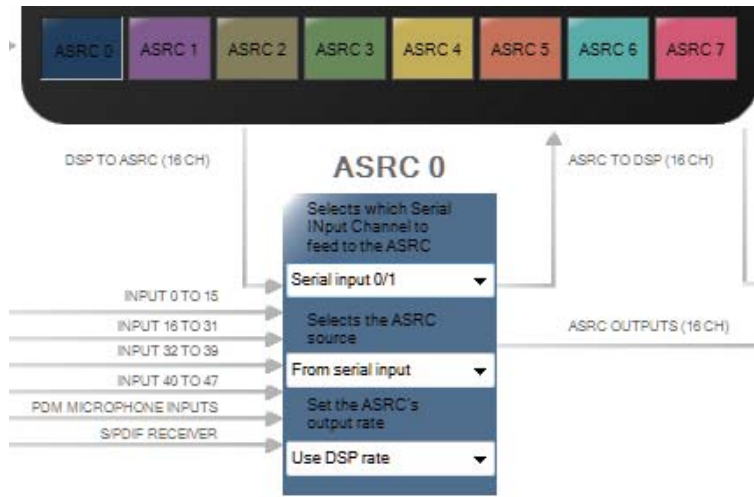 ASRC 0 ASRC 1 ASRC 2 ASRC 3 ASRC 4 ASRC 5 ASRC 6 ASRC 7
DSP TO ASRC (16 CH)
ASRC 0
ASRC TO DSP (16 CH)
Selects which Serial
INput Channel to
feed to the ASRC
Serial input 0/1
INPUT 0 TO 15
Selects the ASRC
source
INPUT 16 TO 31
ASRC OUTPUTS (16 CH)
INPUT 32 TO 39
From serial input
INPUT 40 TO 47
PDM MICROPHONE INPUTS
Set the ASRC's
output rate
S/PDIF RECEIVER
Use DSP rate